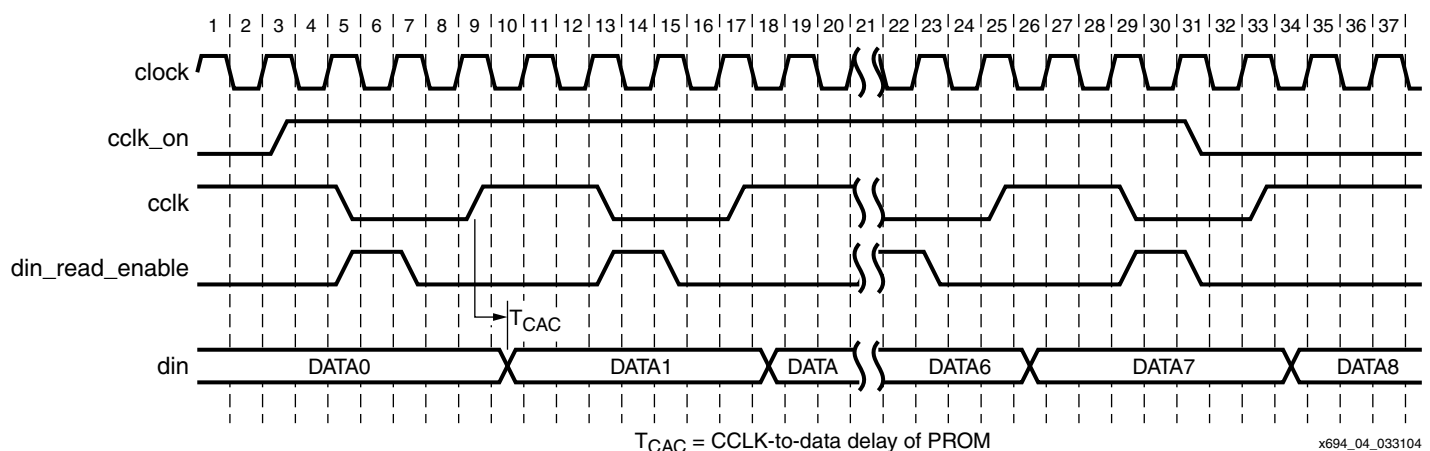 1 2 3 4 5 6 7 8 9 10 11 12 13 14 15 16 17 18 19 20 21 22 23 24 25 26 27 28 29 30 31 32 33 34 35 36 37
clock
cclk_on
cclk
din_read_enable
TCAC
din DATA0 DATA1 DATA DATA6 DATA7 DATA8
TCAC = CCLK-to-data delay of PROM
x694_04_033104